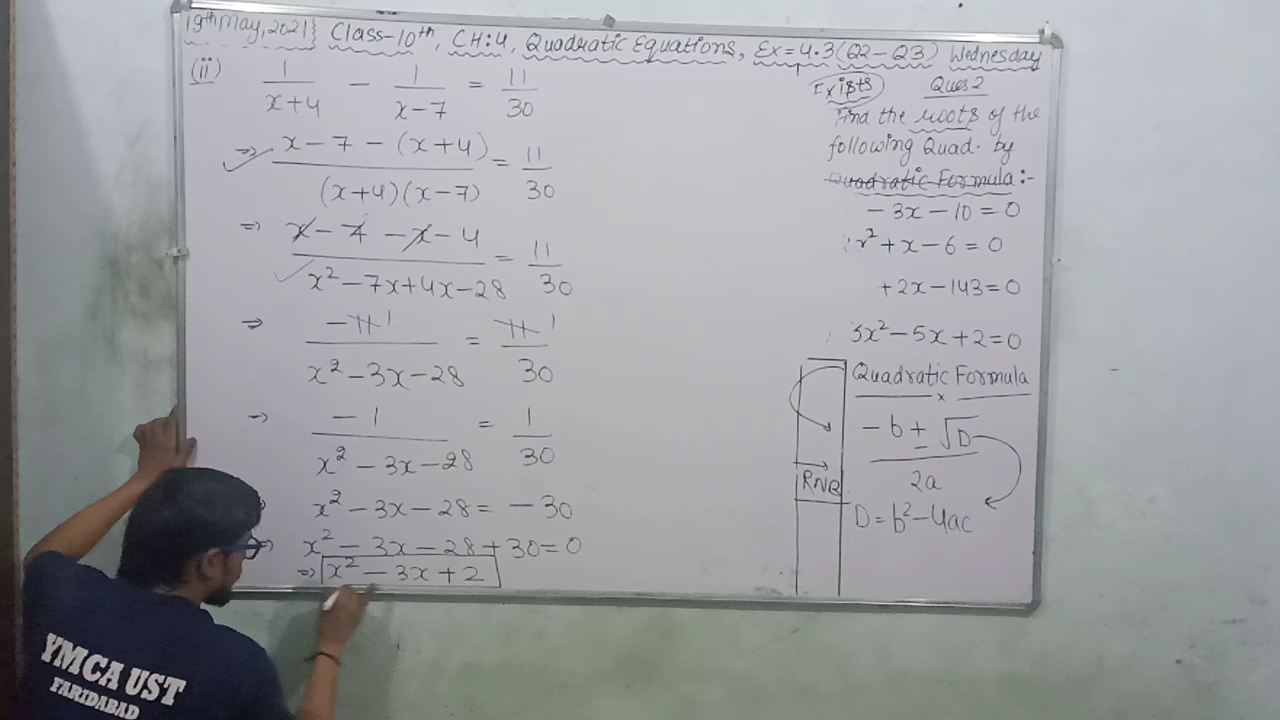 19th May, 2021} Class-10th, CH:4, Quadratic Equations, Ex=4.3(Q2-Q3) Wednesday
(ii) 1/(x+4) - 1/(x-7) = 11/30
=> (x-7-(x+4))/((x+4)(x-7)) = 11/30
=> (x-7-x-4)/(x²-7x+4x-28) = 11/30
=> -11 1/(x²-3x-28) = 11 1/30
=> -1/(x²-3x-28) = 1/30
x²-3x-28 = -30
=> x²-3x-28+30=0
=> x²-3x+2
Exists
Ques 2
Find the roots of the
following Quad. by
Quadratic Formula:-
-3x-10=0
x²+x-6=0
+2x-143=0
3x²-5x+2=0
Quadratic Formula
x
(-b±√D)/2a
D=b²-4ac
YMCA UST
FARIDABAD